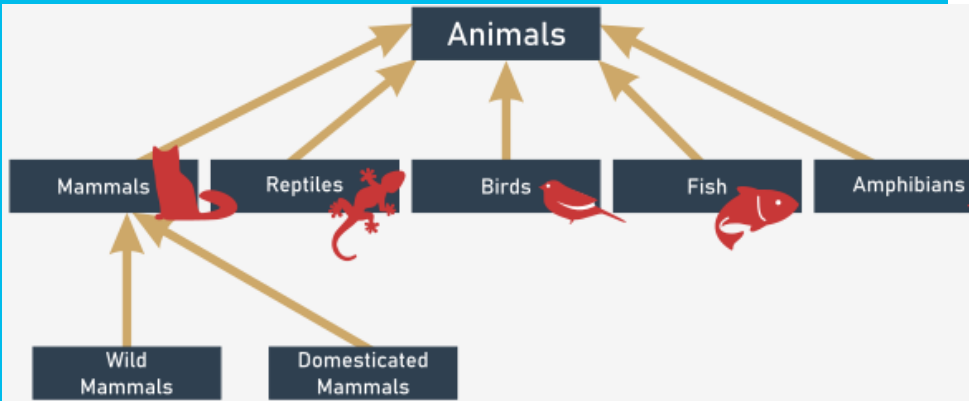 Animals
Mammals
Reptiles
Birds
Fish
Amphibians
Wild
Mammals
Domesticated
Mammals